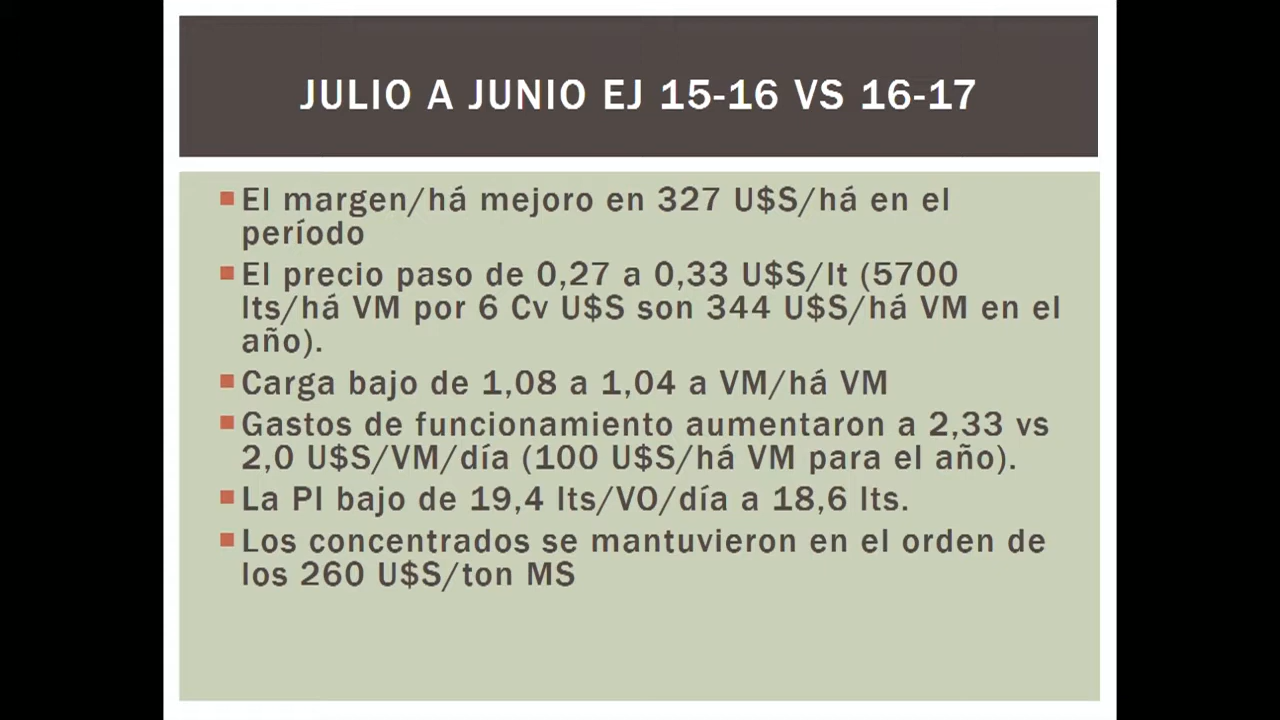 JULIO A JUNIO EJ 15-16 VS 16-17
El margen/há mejoro en 327 U$S/há en el
período
El precio paso de 0,27 a 0,33 U$S/lt (5700
lts/há VM por 6 Cv U$S son 344 U$S/há VM en el
año).
Carga bajo de 1,08 a 1,04 a VM/há VM
Gastos de funcionamiento aumentaron a 2,33 vs
2,0 U$S/VM/día (100 U$S/há VM para el año).
La PI bajo de 19,4 lts/VO/día a 18,6 lts.
Los concentrados se mantuvieron en el orden de
los 260 U$S/ton MS